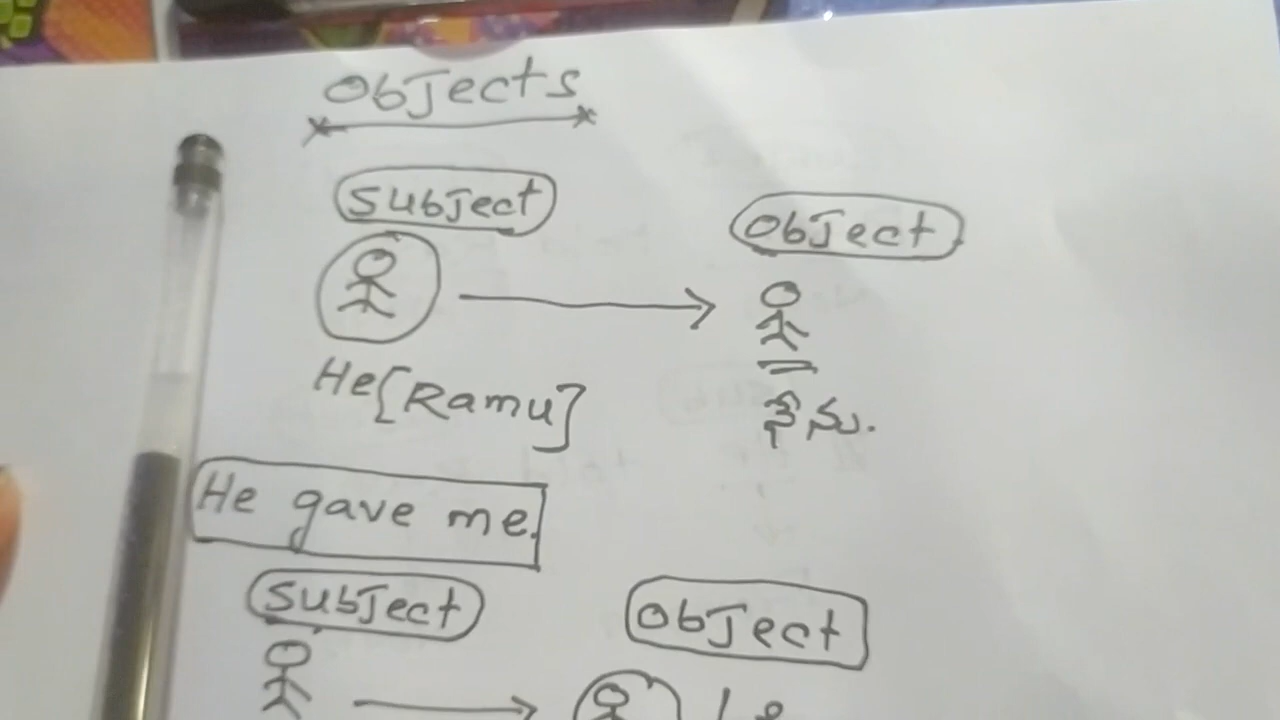 Objects
Subject
Object
He[Ramu]
నేను.
He gave me.
Subject
Object